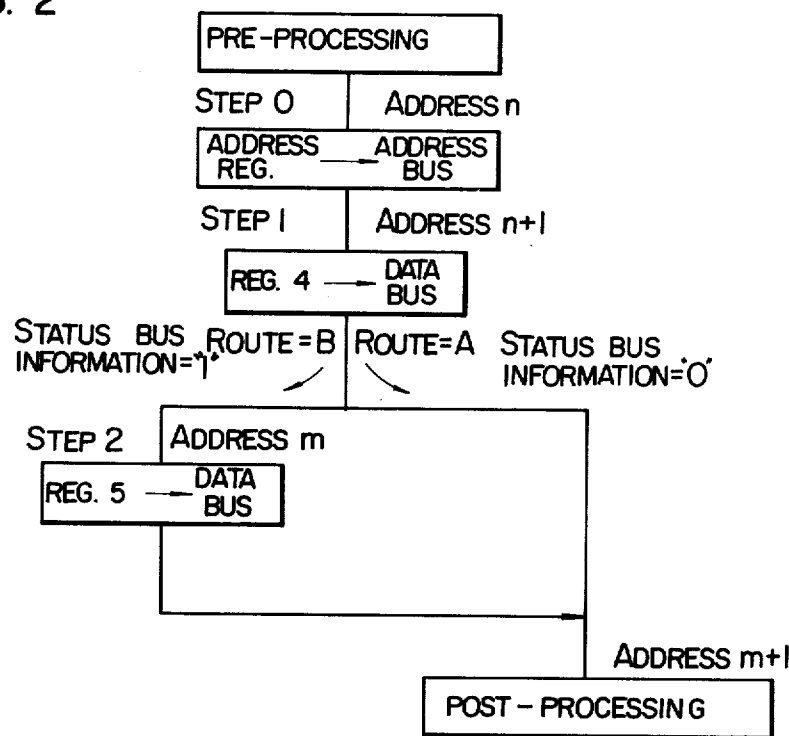 . 2
PRE-PROCESSING
STEP 0 ADDRESS n
ADDRESS REG. → ADDRESS BUS
STEP 1 ADDRESS n+1
REG. 4 → DATA BUS
STATUS BUS INFORMATION="1" ROUTE=B ROUTE=A STATUS BUS INFORMATION="0"
STEP 2 ADDRESS m
REG. 5 → DATA BUS
ADDRESS m+1
POST-PROCESSING